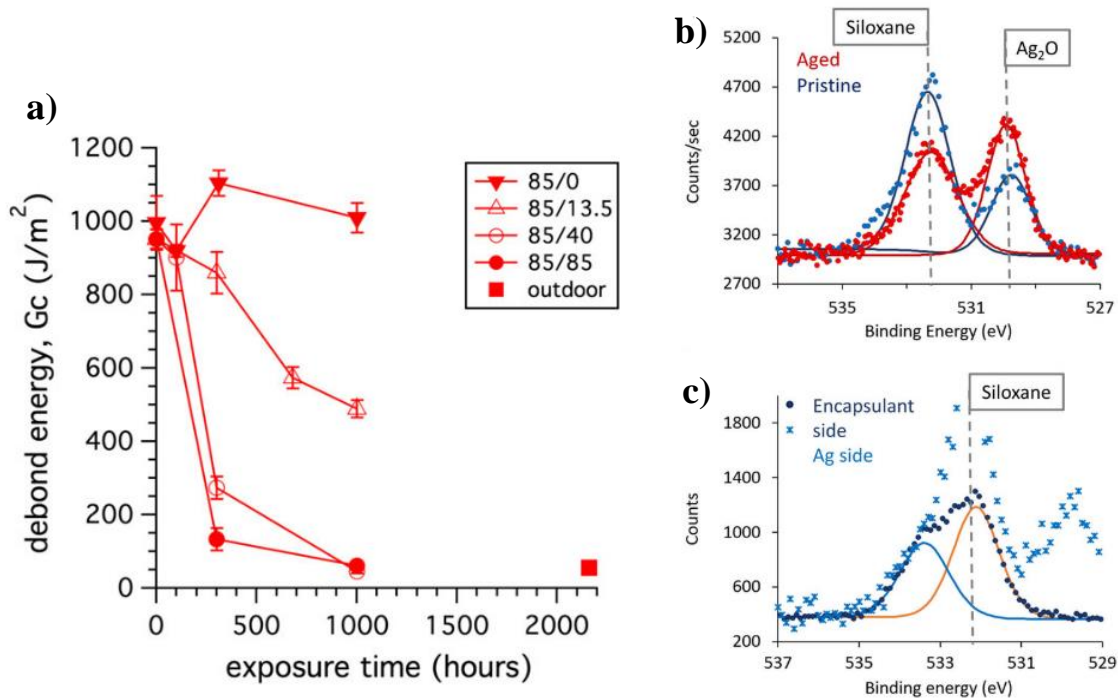 a)
1200
1000
800
600
400
200
0
debond energy, Gc (J/m²)
0
500
1000
1500
2000
exposure time (hours)
85/0
85/13.5
85/40
85/85
outdoor
b)
Siloxane
Ag₂O
Aged
Pristine
5200
4700
4200
3700
3200
2700
Counts/sec
535
531
527
Binding Energy (eV)
c)
Siloxane
Encapsulant
side
Ag side
1800
1400
1000
600
200
Counts
537
535
533
531
529
Binding energy (eV)